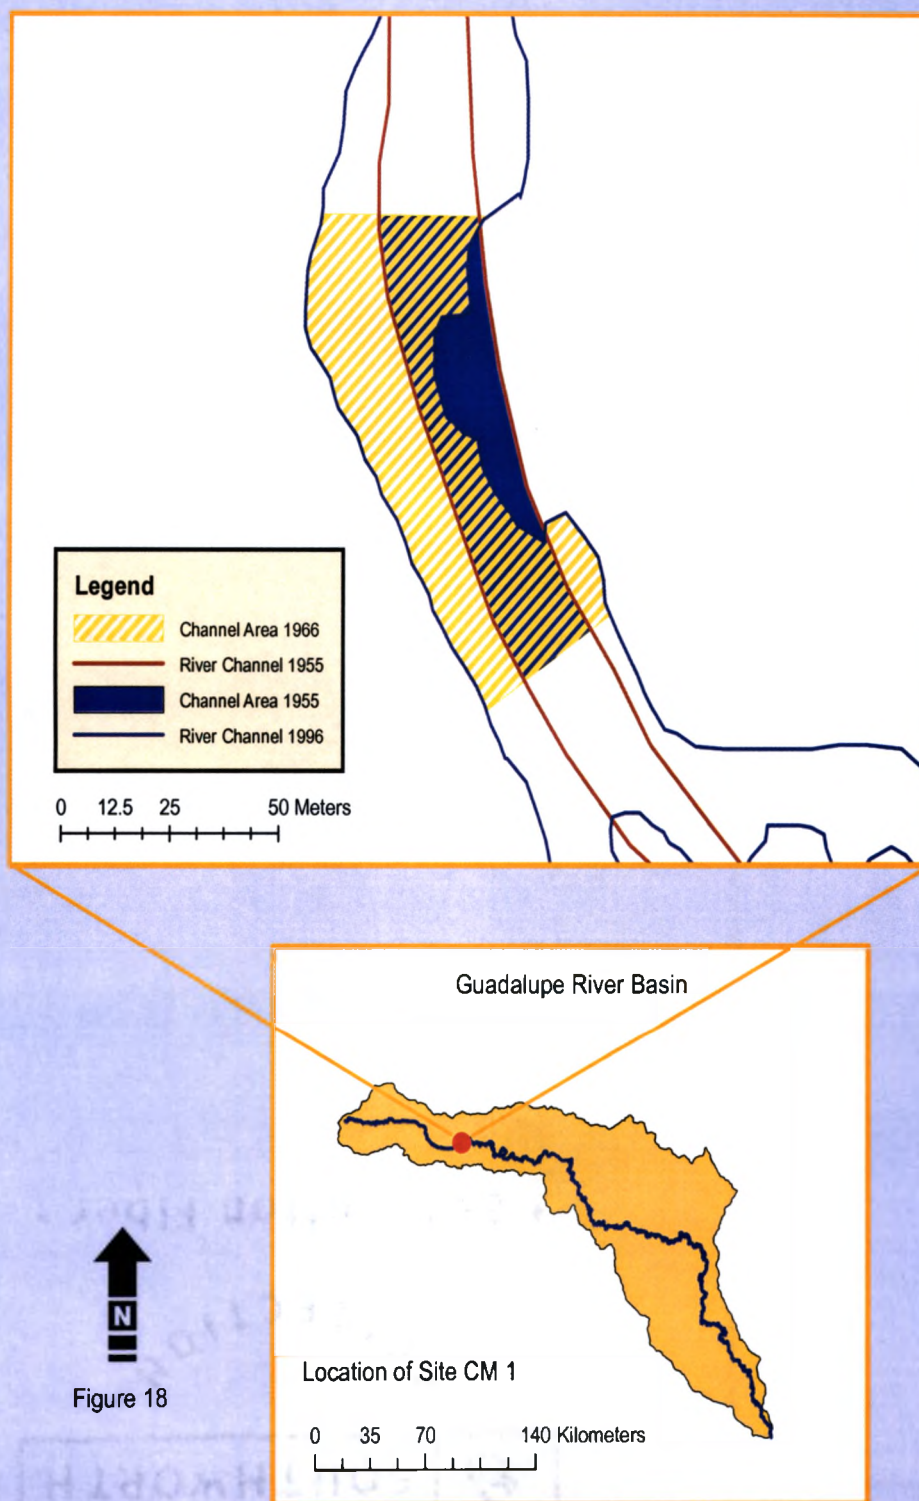 Legend
Channel Area 1966
River Channel 1955
Channel Area 1955
River Channel 1996
0 12.5 25 50 Meters
Guadalupe River Basin
N
Figure 18
Location of Site CM 1
0 35 70 140 Kilometers